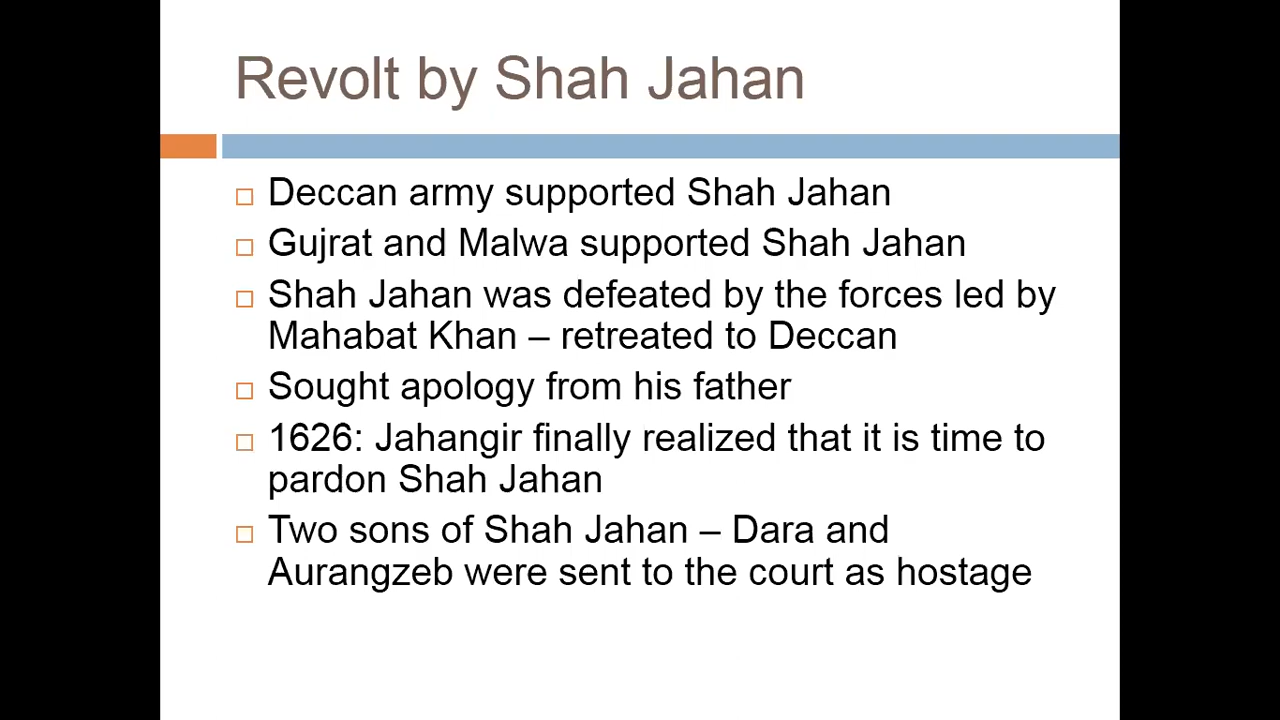 Revolt by Shah Jahan
Deccan army supported Shah Jahan
Gujrat and Malwa supported Shah Jahan
Shah Jahan was defeated by the forces led by
Mahabat Khan – retreated to Deccan
Sought apology from his father
1626: Jahangir finally realized that it is time to
pardon Shah Jahan
Two sons of Shah Jahan – Dara and
Aurangzeb were sent to the court as hostage